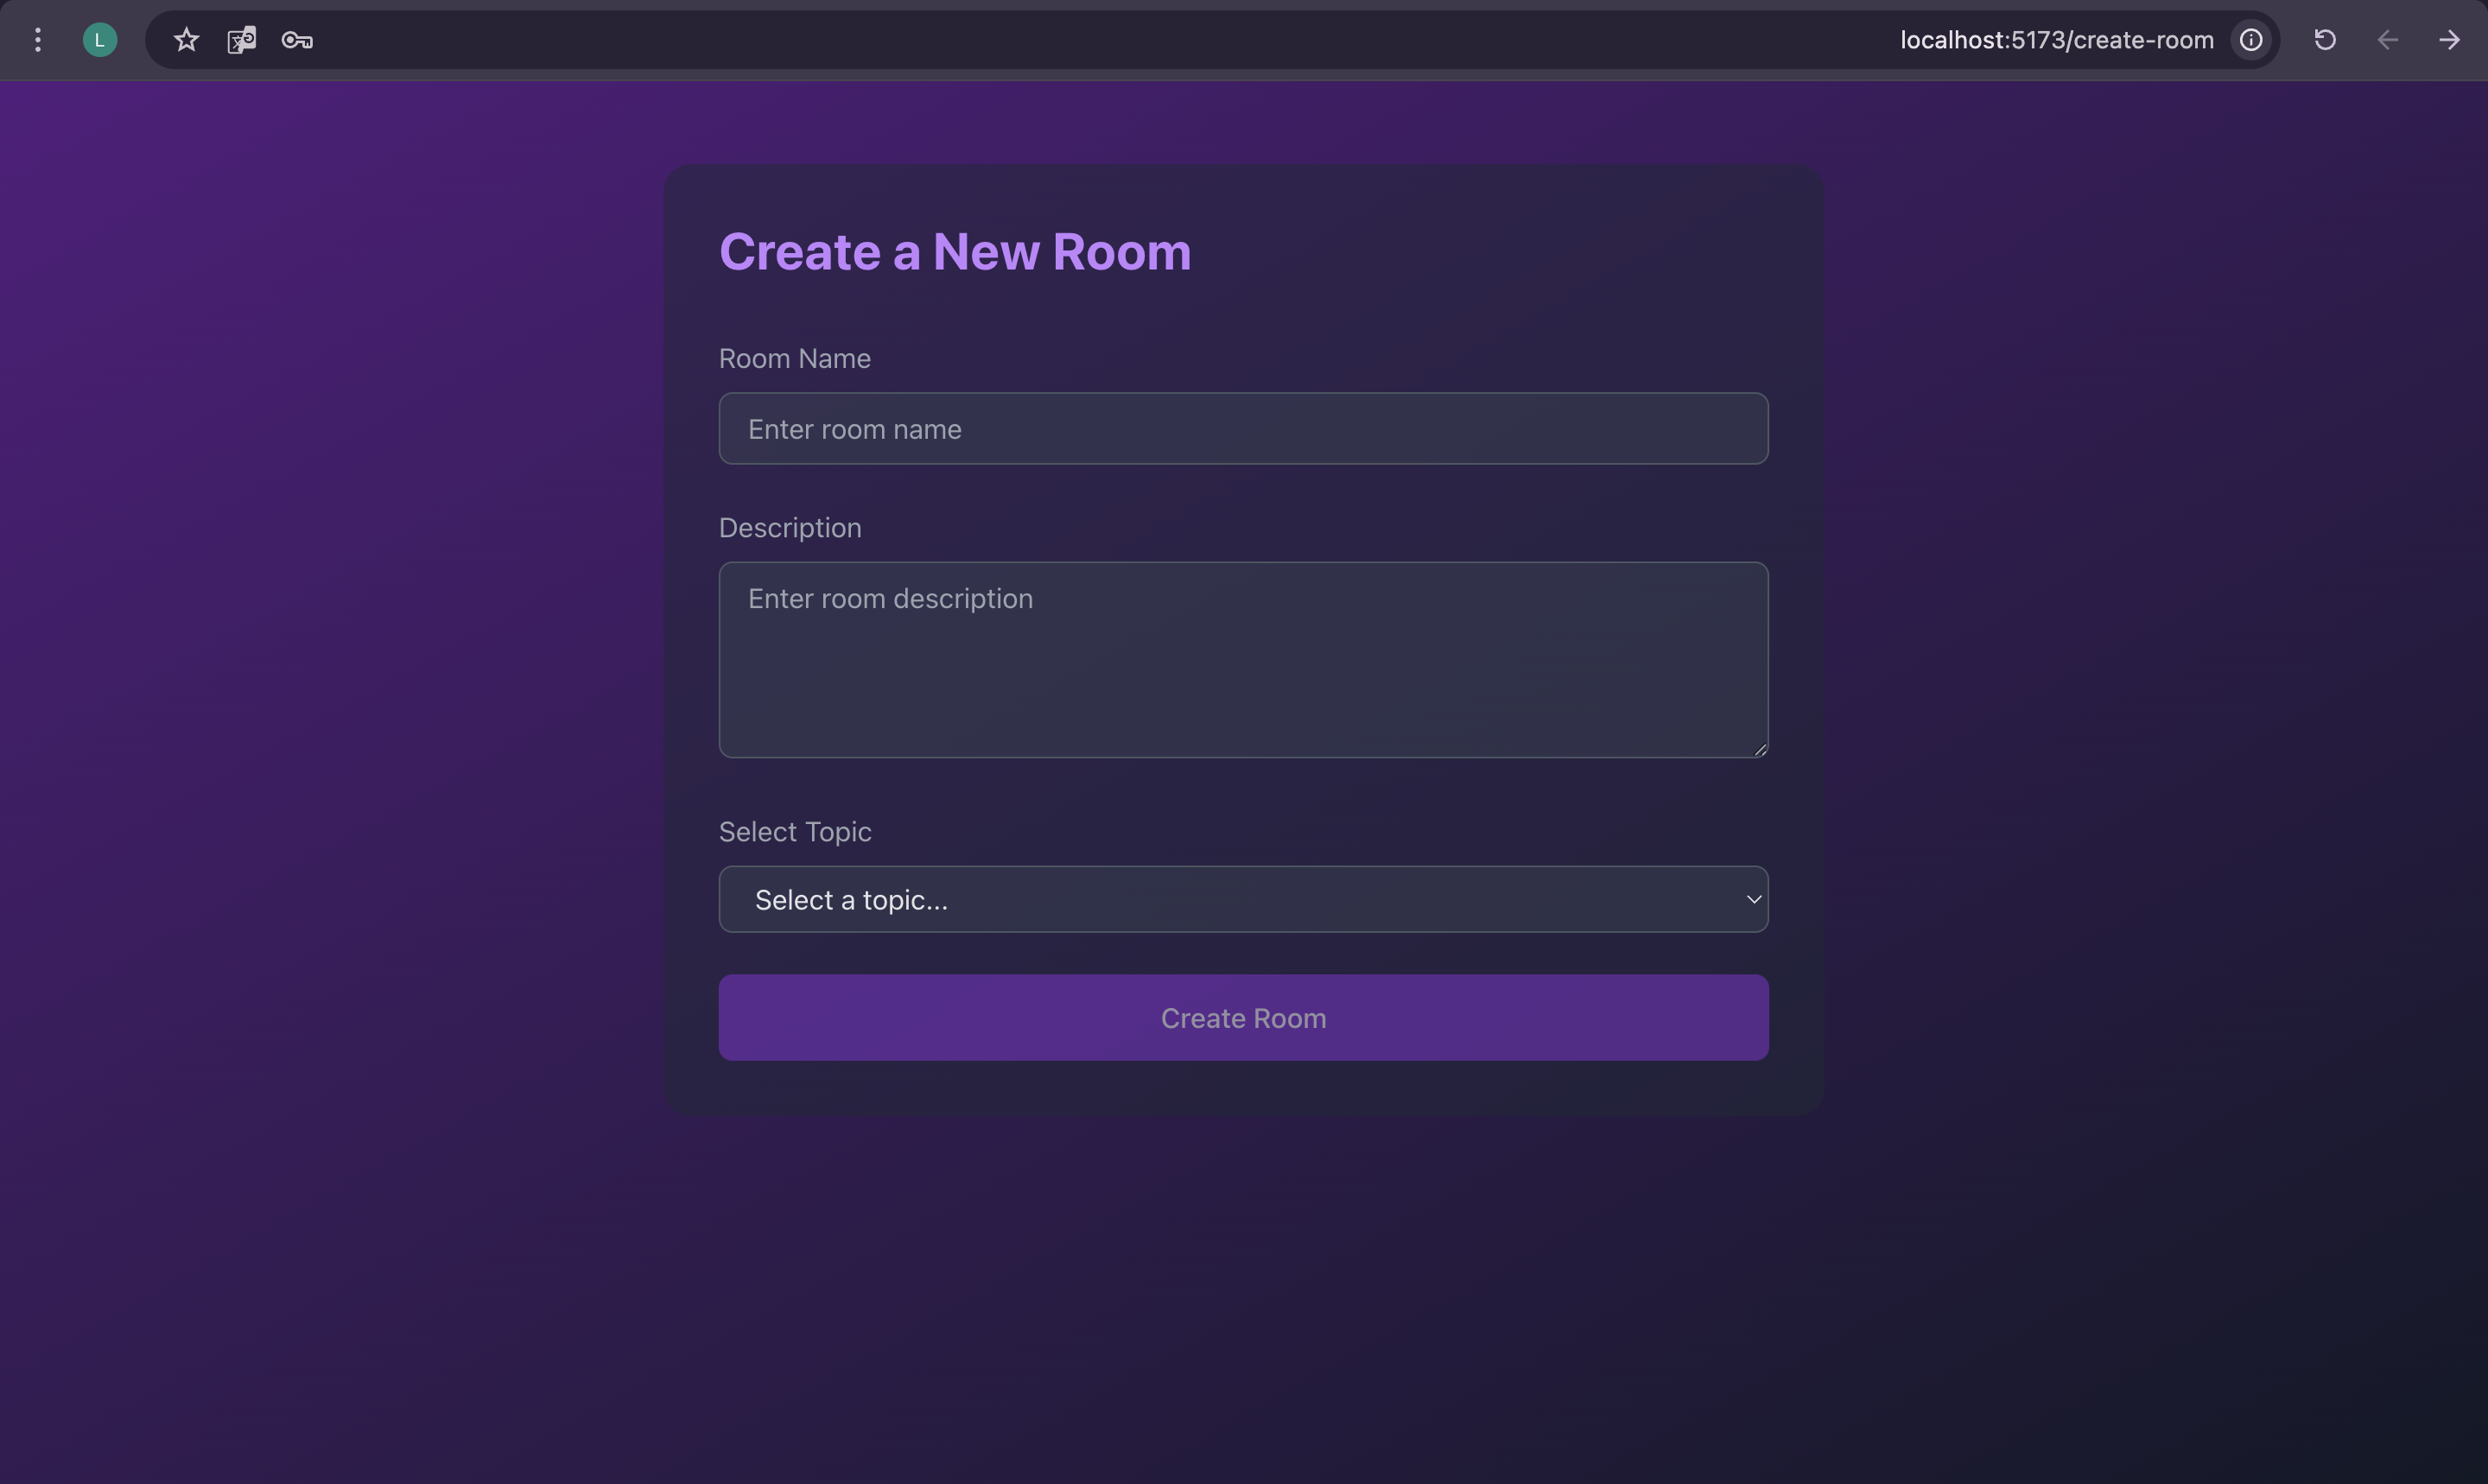 L
localhost:5173/create-room
Create a New Room
Room Name
Enter room name
Description
Enter room description
Select Topic
Select a topic...
Create Room